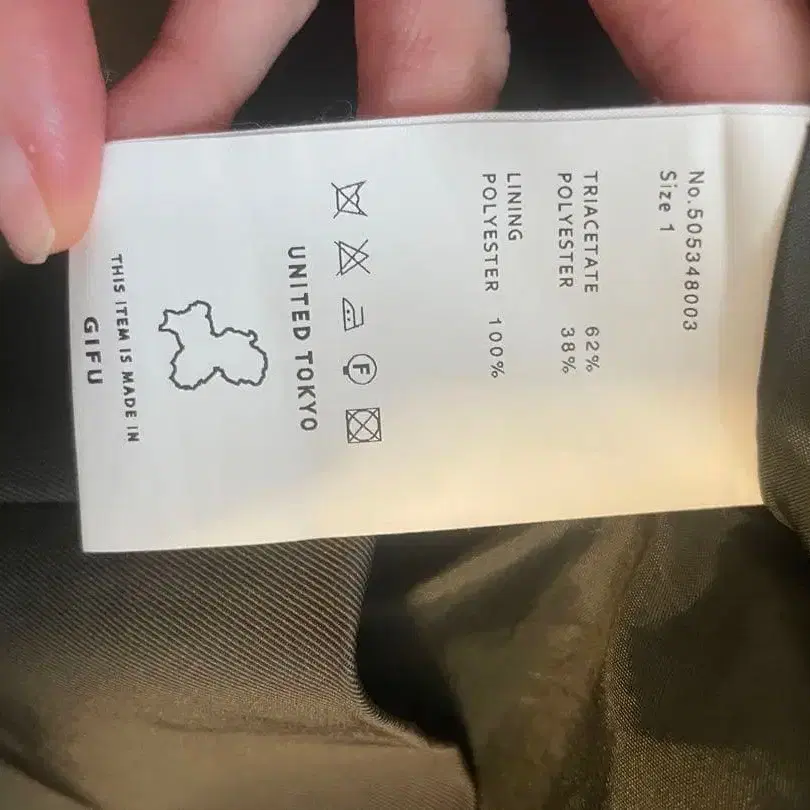 No.505348003
Size 1
TRIACETATE 62%
POLYESTER 38%
LINING
POLYESTER 100%
F
UNITED TOKYO
THIS ITEM IS MADE IN
GIFU